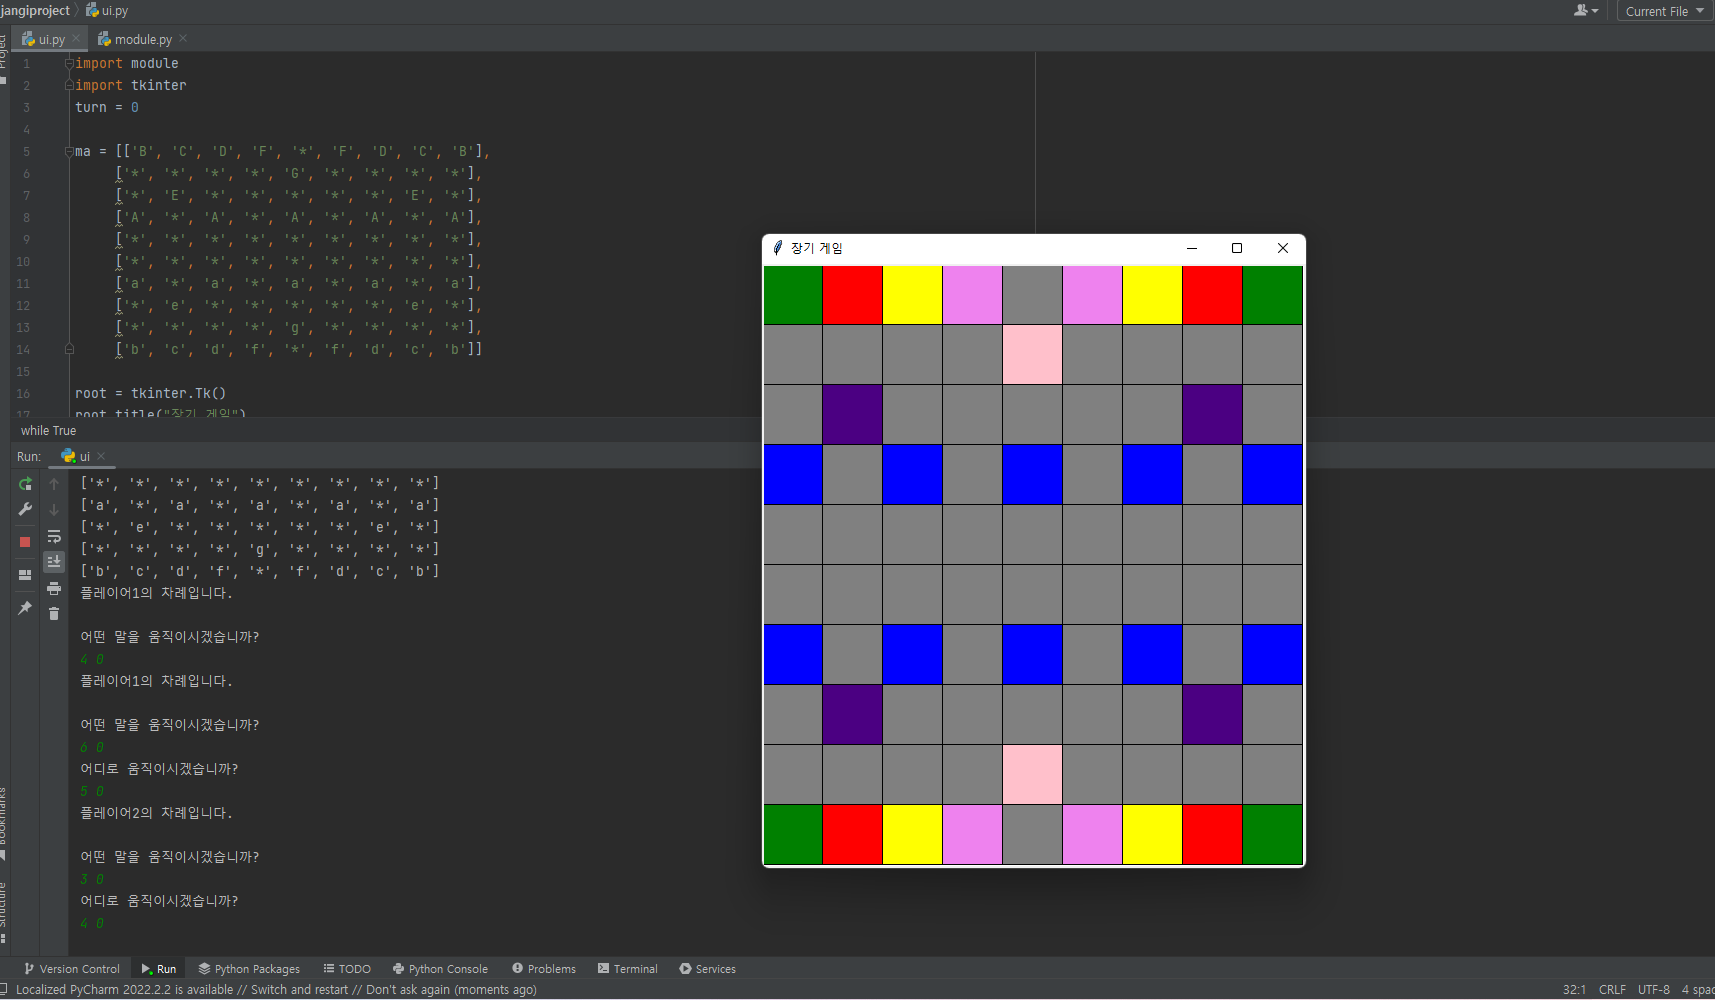 jangiproject
ui.py
Current File
ui.py
module.py
Project
1 import module
2 import tkinter
3 turn = 0
4
5 ma = [['B', 'C', 'D', 'F', '*', 'F', 'D', 'C', 'B'],
6 ['*', '*', '*', '*', 'G', '*', '*', '*', '*'],
7 ['*', 'E', '*', '*', '*', '*', '*', 'E', '*'],
8 ['A', '*', 'A', '*', 'A', '*', 'A', '*', 'A'],
9 ['*', '*', '*', '*', '*', '*', '*', '*', '*'],
10 ['*', '*', '*', '*', '*', '*', '*', '*', '*'],
11 ['a', '*', 'a', '*', 'a', '*', 'a', '*', 'a'],
12 ['*', 'e', '*', '*', '*', '*', '*', 'e', '*'],
13 ['*', '*', '*', '*', 'g', '*', '*', '*', '*'],
14 ['b', 'c', 'd', 'f', '*', 'f', 'd', 'c', 'b']]
15
16 root = tkinter.Tk()
17 root.title("장기 게임")
while True
장기 게임
Run: ui
['*', '*', '*', '*', '*', '*', '*', '*', '*']
['a', '*', 'a', '*', 'a', '*', 'a', '*', 'a']
['*', 'e', '*', '*', '*', '*', '*', 'e', '*']
['*', '*', '*', '*', 'g', '*', '*', '*', '*']
['b', 'c', 'd', 'f', '*', 'f', 'd', 'c', 'b']
플레이어1의 차례입니다.
어떤 말을 움직이시겠습니까?
4 0
플레이어1의 차례입니다.
어떤 말을 움직이시겠습니까?
6 0
어디로 움직이시겠습니까?
5 0
플레이어2의 차례입니다.
어떤 말을 움직이시겠습니까?
3 0
어디로 움직이시겠습니까?
4 0
Bookmarks
Structure
Version Control
Run
Python Packages
TODO
Python Console
Problems
Terminal
Services
Localized PyCharm 2022.2.2 is available // Switch and restart // Don't ask again (moments ago)
32:1 CRLF UTF-8 4 spac